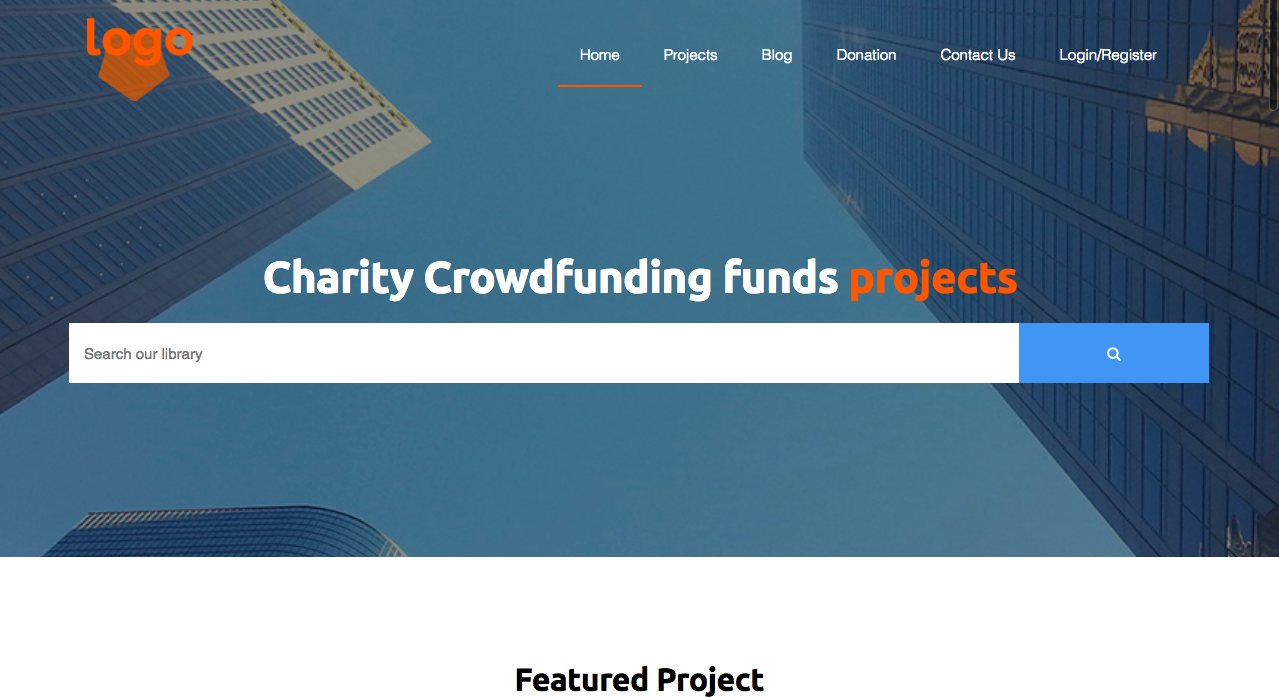 logo
Home Projects Blog Donation Contact Us Login/Register
Charity Crowdfunding funds projects
Search our library
Featured Project